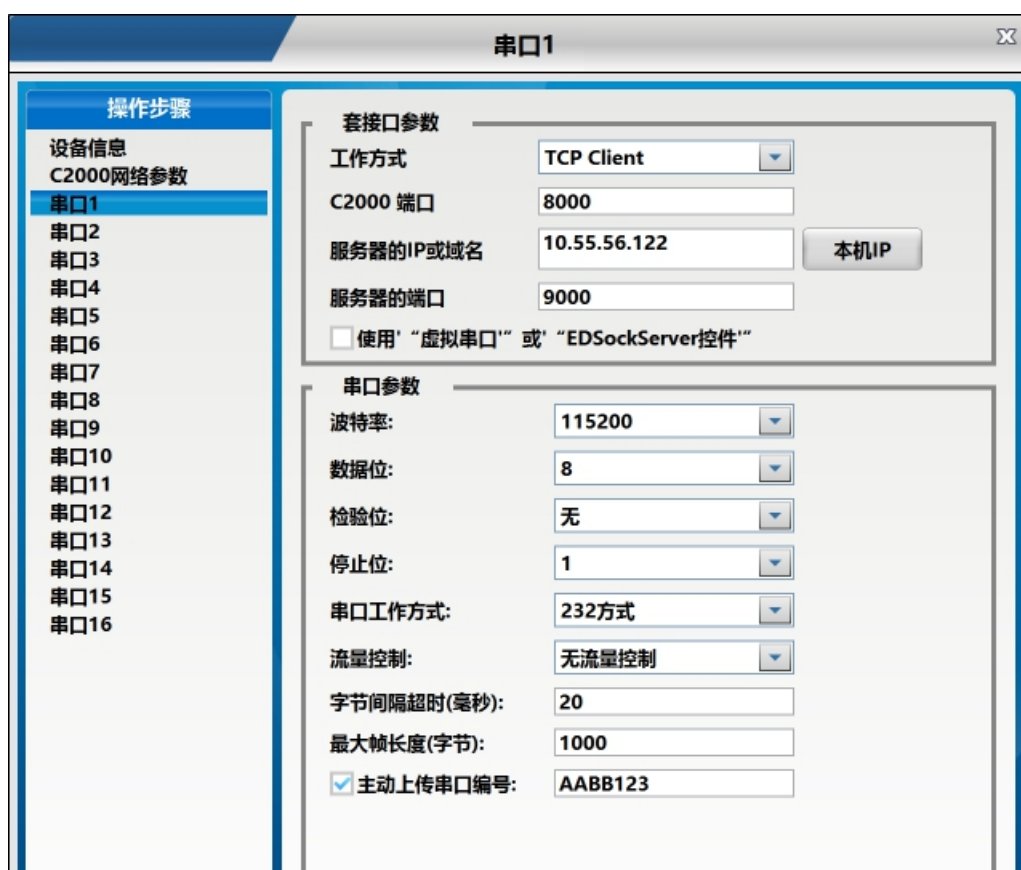 串口1
操作步骤
设备信息
C2000网络参数
串口1
串口2
串口3
串口4
串口5
串口6
串口7
串口8
串口9
串口10
串口11
串口12
串口13
串口14
串口15
串口16
套接口参数
工作方式 TCP Client
C2000 端口 8000
服务器的IP或域名 10.55.56.122 本机IP
服务器的端口 9000
使用'“虚拟串口'”或'“EDSockServer控件'”
串口参数
波特率: 115200
数据位: 8
检验位: 无
停止位: 1
串口工作方式: 232方式
流量控制: 无流量控制
字节间隔超时(毫秒): 20
最大帧长度(字节): 1000
主动上传串口编号: AABB123